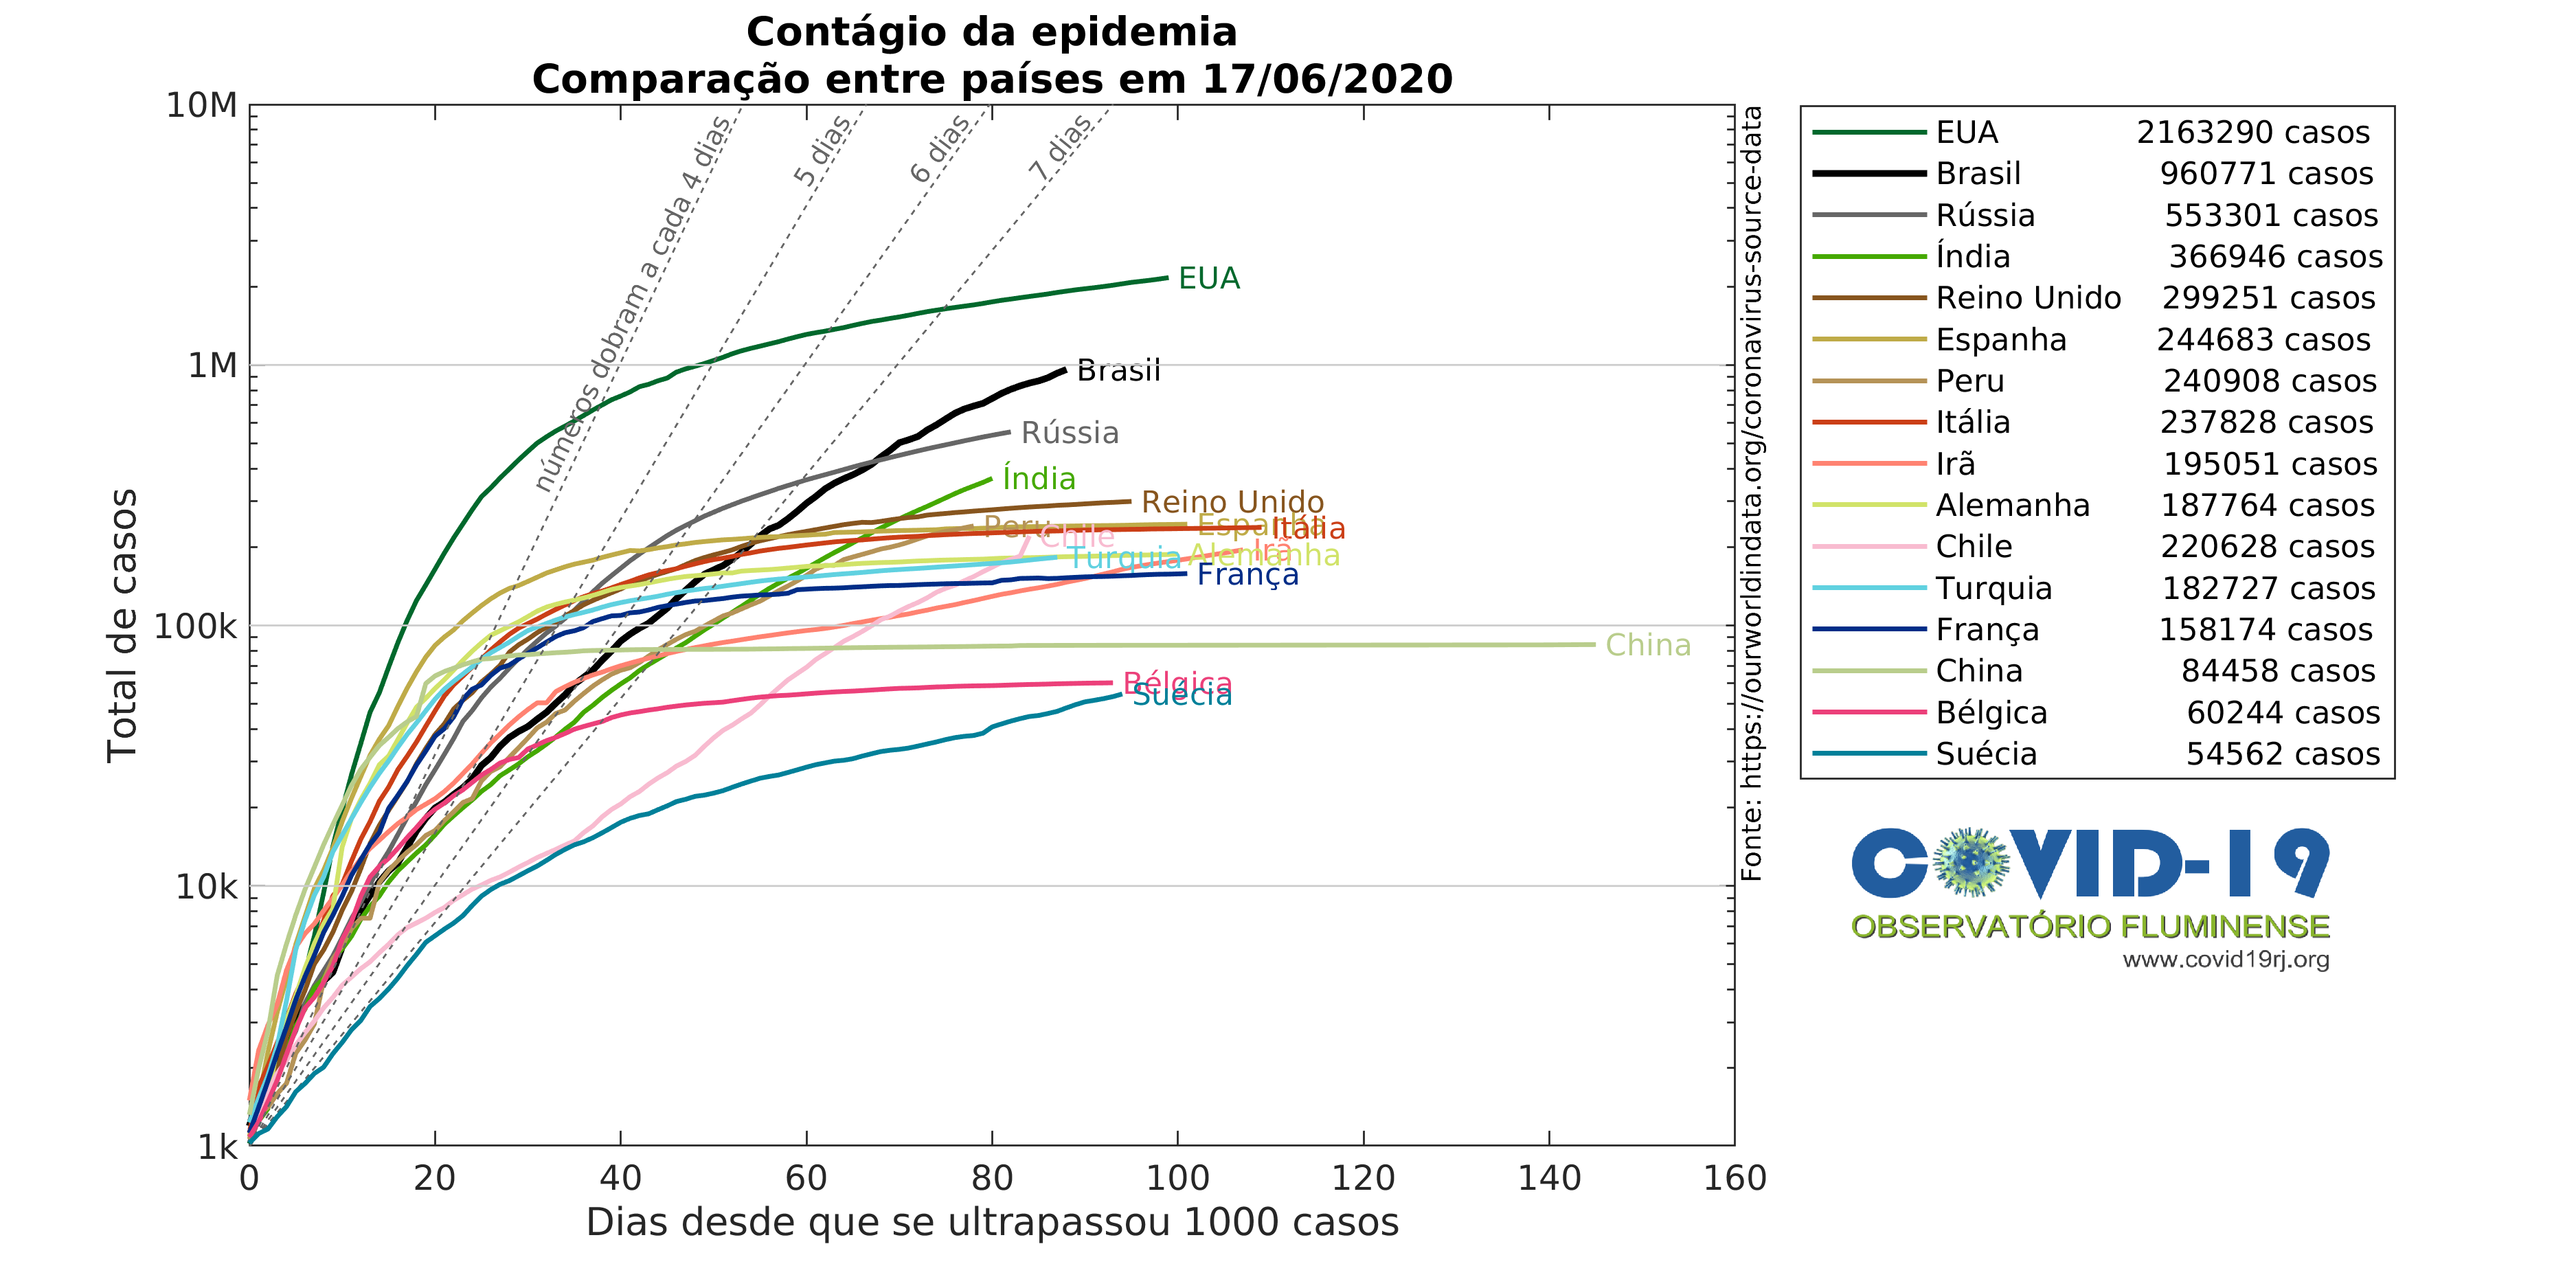 Contágio da epidemia
Comparação entre países em 17/06/2020
10M
1M
100k
10k
1k
Total de casos
0 20 40 60 80 100 120 140 160
Dias desde que se ultrapassou 1000 casos
números dobram a cada 4 dias
5 dias
6 dias
7 dias
EUA
Brasil
Rússia
Índia
Reino Unido
Peru
Espanha
Itália
Chile
Turquia
Irã
Alemanha
França
China
Bélgica
Suécia
Fonte: https://ourworldindata.org/coronavirus-source-data
EUA 2163290 casos
Brasil 960771 casos
Rússia 553301 casos
Índia 366946 casos
Reino Unido 299251 casos
Espanha 244683 casos
Peru 240908 casos
Itália 237828 casos
Irã 195051 casos
Alemanha 187764 casos
Chile 220628 casos
Turquia 182727 casos
França 158174 casos
China 84458 casos
Bélgica 60244 casos
Suécia 54562 casos
COVID-19
OBSERVATÓRIO FLUMINENSE
www.covid19rj.org